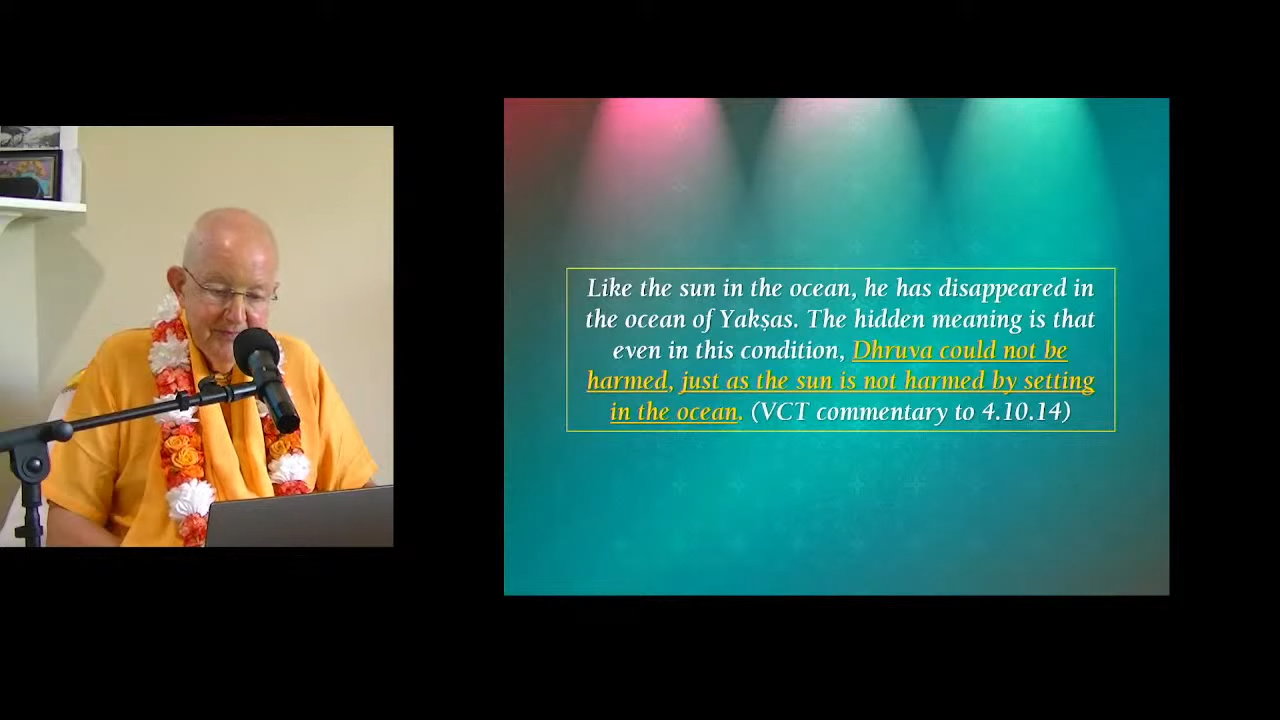 Like the sun in the ocean, he has disappeared in
the ocean of Yakṣas. The hidden meaning is that
even in this condition, Dhruva could not be
harmed, just as the sun is not harmed by setting
in the ocean. (VCT commentary to 4.10.14)